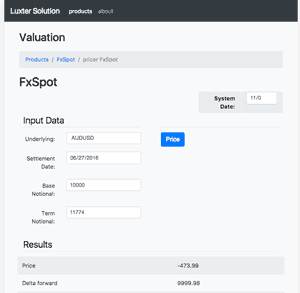 Luxter Solution products about
Valuation
Products / FxSpot / pricer FxSpot
FxSpot
System Date: 11/0
Input Data
Underlying: AUDUSD Price
Settlement Date: 06/27/2016
Base Notional: 10000
Term Notional: 11774
Results
Price -473.99
Delta forward 9999.98